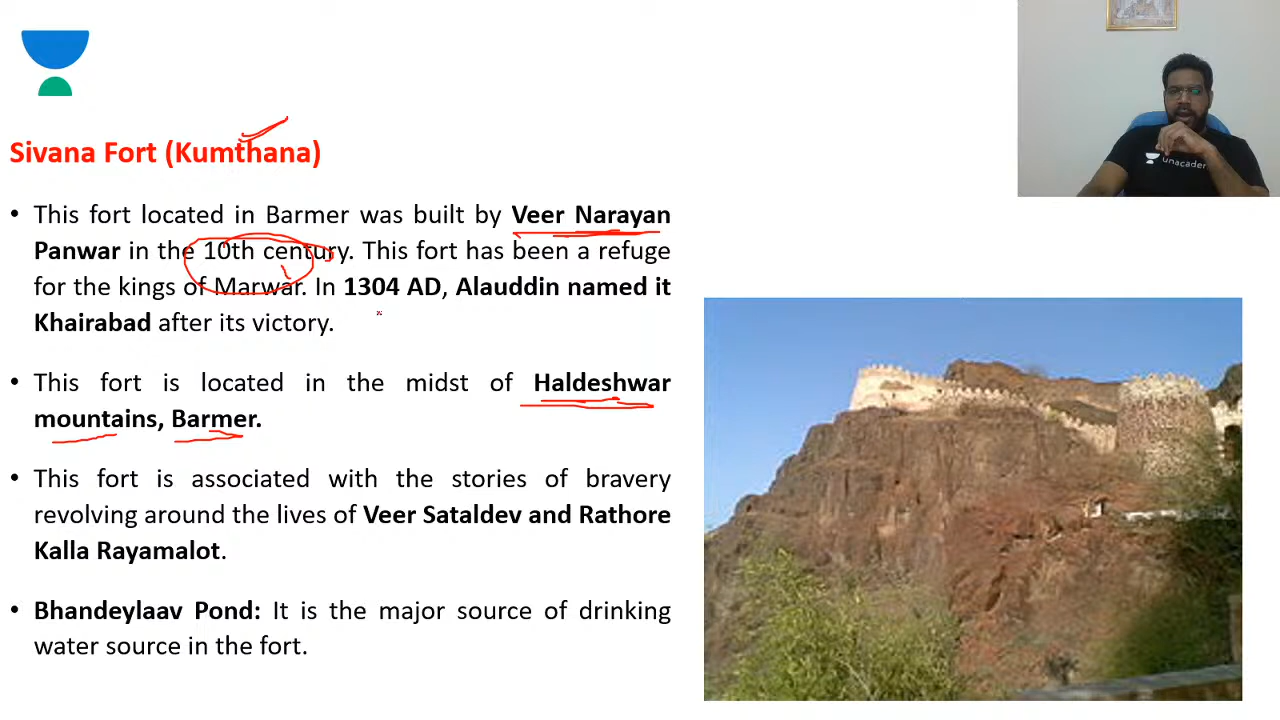 Sivana Fort (Kumthana)
• This fort located in Barmer was built by Veer Narayan
Panwar in the 10th century. This fort has been a refuge
for the kings of Marwar. In 1304 AD, Alauddin named it
Khairabad after its victory.
• This fort is located in the midst of Haldeshwar
mountains, Barmer.
• This fort is associated with the stories of bravery
revolving around the lives of Veer Sataldev and Rathore
Kalla Rayamalot.
• Bhandeylaav Pond: It is the major source of drinking
water source in the fort.